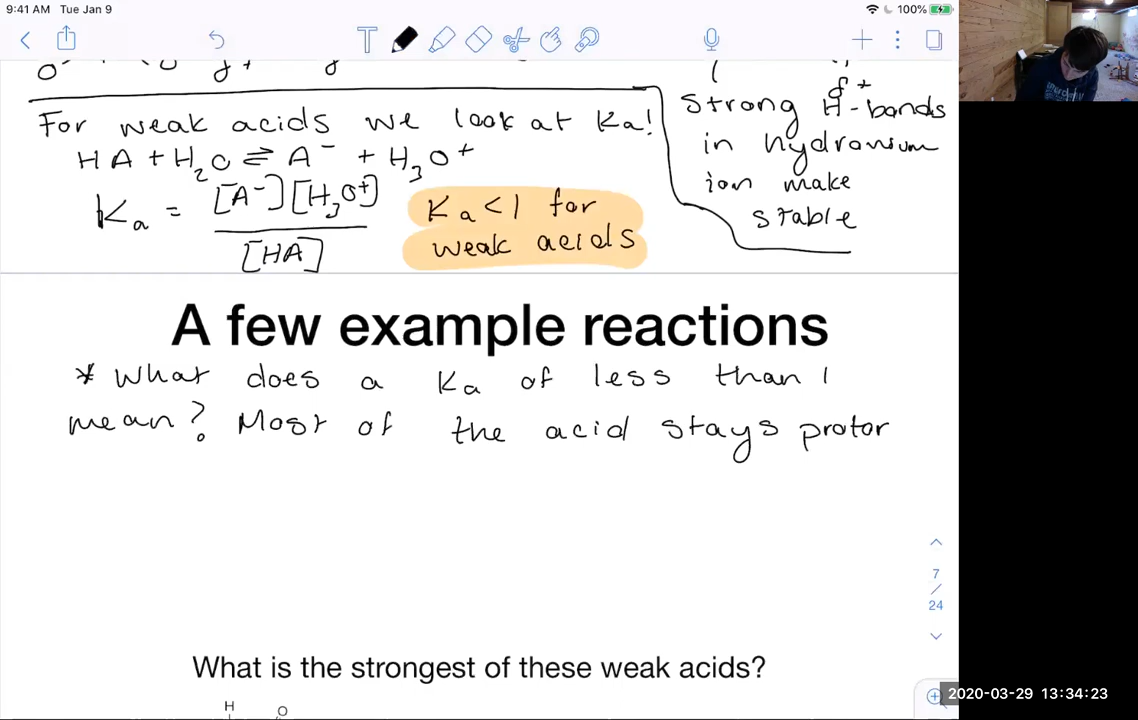 9:41 AM Tue Jan 9
100%
For weak acids we look at Ka!
HA + H2O ⇌ A- + H3O+
Ka = [A-][H3O+]
[HA]
Ka < 1 for
weak acids
δ+
strong H-bonds
in hydronium
ion make
stable
A few example reactions
* What does a Ka of less than 1
mean? Most of the acid stays proton
7
/
24
What is the strongest of these weak acids?
H
O
2020-03-29 13:34:23